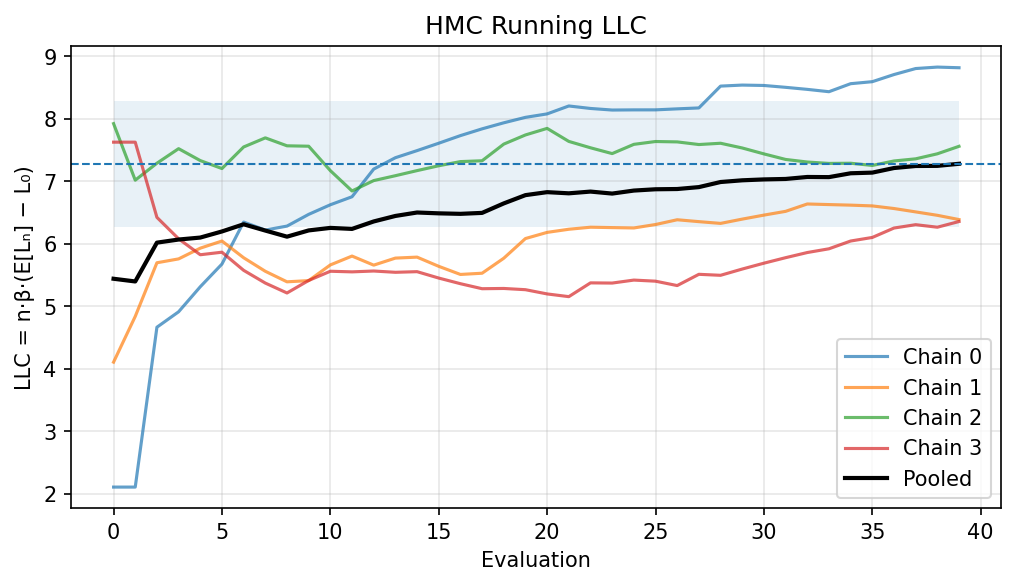 HMC Running LLC
LLC = n·β·(E[Lₙ] − L₀)
9
8
7
6
5
4
3
2
0 5 10 15 20 25 30 35 40
Evaluation
Chain 0
Chain 1
Chain 2
Chain 3
Pooled